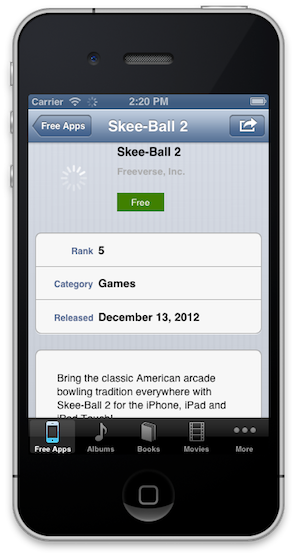 Carrier 2:20 PM
Free Apps Skee-Ball 2
Skee-Ball 2
Freeverse, Inc.
Free
Rank 5
Category Games
Released December 13, 2012
Bring the classic American arcade
bowling tradition everywhere with
Skee-Ball 2 for the iPhone, iPad and
iPod Touch!
Free Apps Albums Books Movies More